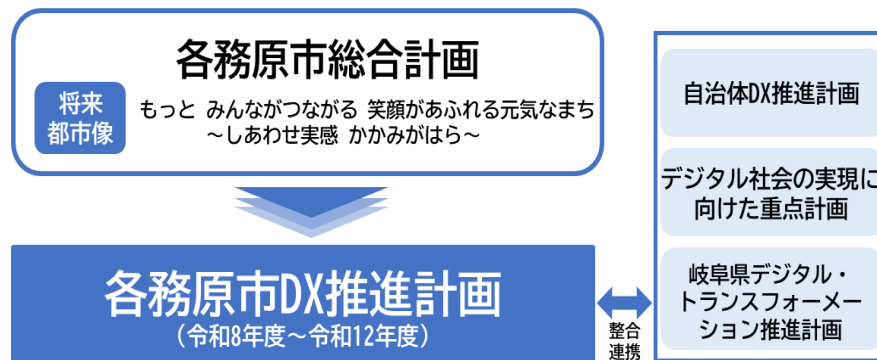 各務原市総合計画
将来
都市像
もっと みんながつながる 笑顔があふれる元気なまち
～しあわせ実感 かかみがはら～
各務原市DX推進計画
(令和8年度～令和12年度)
整合
連携
自治体DX推進計画
デジタル社会の実現に
向けた重点計画
岐阜県デジタル・
トランスフォーメー
ション推進計画